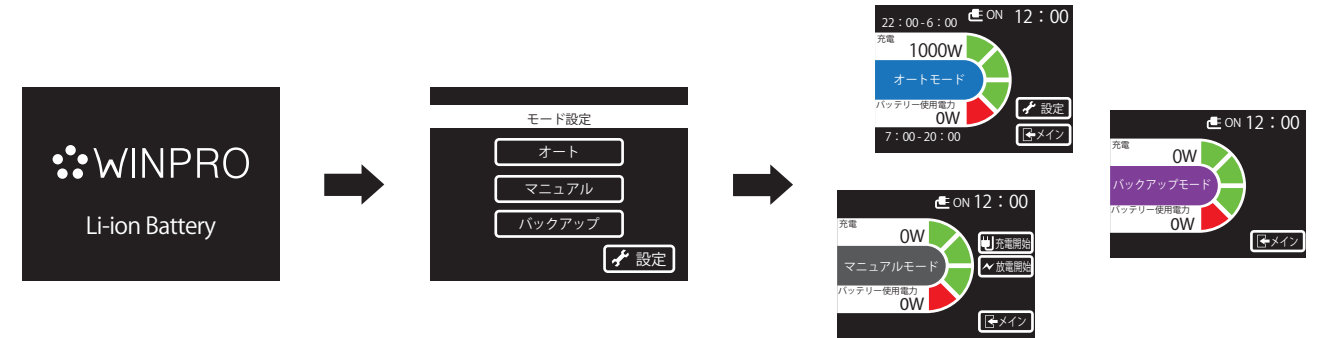 WINPRO
Li-ion Battery
モード設定
オート
マニュアル
バックアップ
設定
22：00-6：00 ON 12：00
充電
1000W
オートモード
バッテリー使用電力
0W
設定
7：00-20：00
メイン
ON 12：00
充電
0W
充電開始
マニュアルモード
放電開始
バッテリー使用電力
0W
メイン
ON 12：00
充電
0W
バックアップモード
バッテリー使用電力
0W
メイン